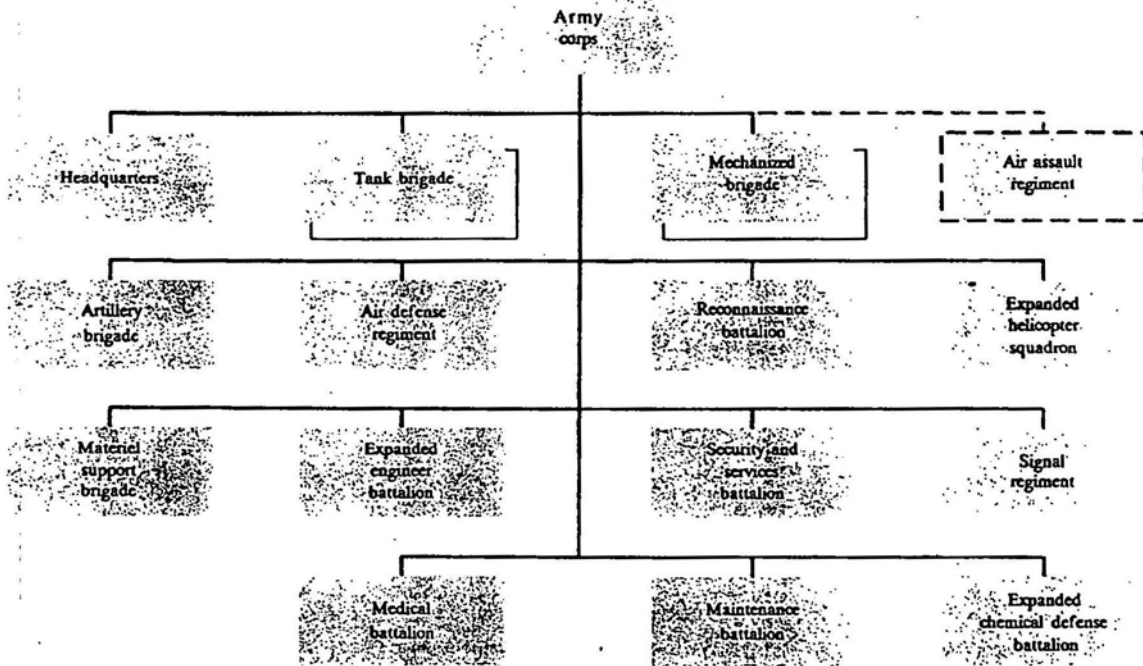 Army
corps
Headquarters
Tank brigade
Mechanized
brigade
Air assault
regiment
Artillery
brigade
Air defense
regiment
Reconnaissance
battalion
Expanded
helicopter
squadron
Materiel
support
brigade
Expanded
engineer
battalion
Security and
services
battalion
Signal
regiment
Medical
battalion
Maintenance
battalion
Expanded
chemical defense
battalion